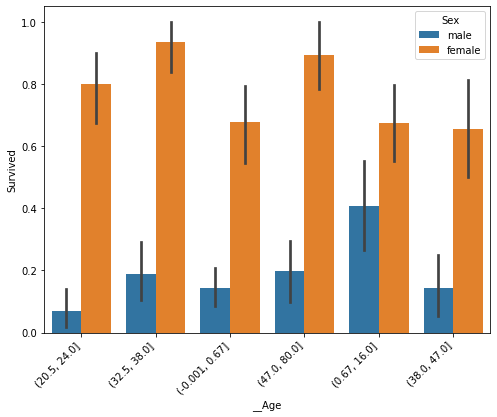 Sex
male
female
1.0
0.8
0.6
0.4
0.2
0.0
Survived
(20.5, 24.0]
(32.5, 38.0]
(-0.001, 0.67]
(47.0, 80.0]
(0.67, 16.0]
(38.0, 47.0]
__Age